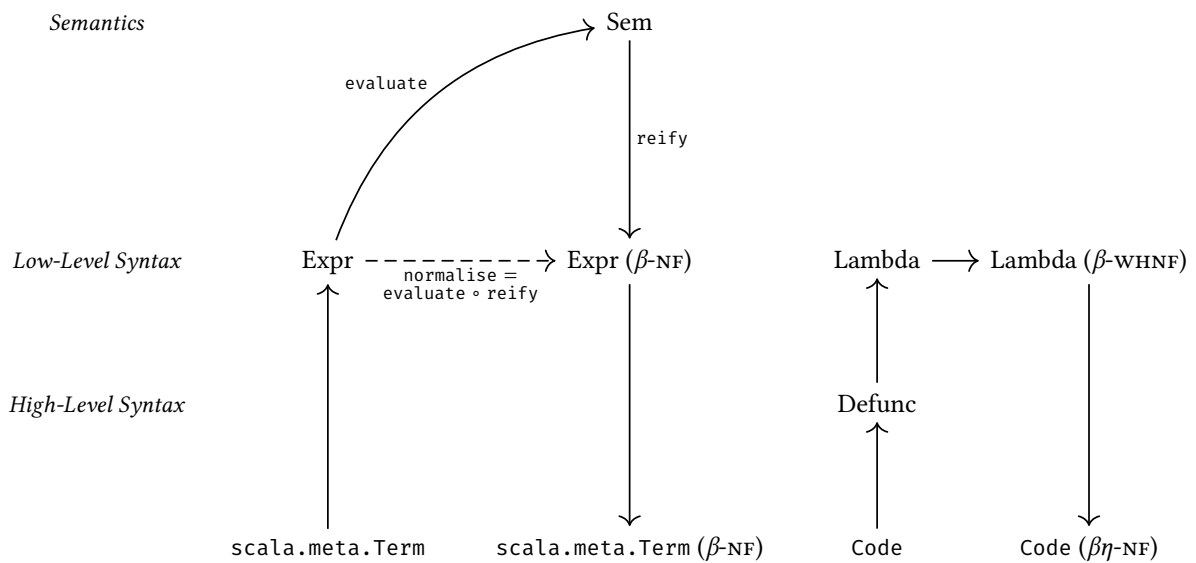 Semantics
Sem
evaluate
reify
Low-Level Syntax
Expr
normalise =
evaluate ∘ reify
Expr (β-NF)
Lambda
Lambda (β-WHNF)
High-Level Syntax
Defunc
scala.meta.Term
scala.meta.Term (β-NF)
Code
Code (βη-NF)